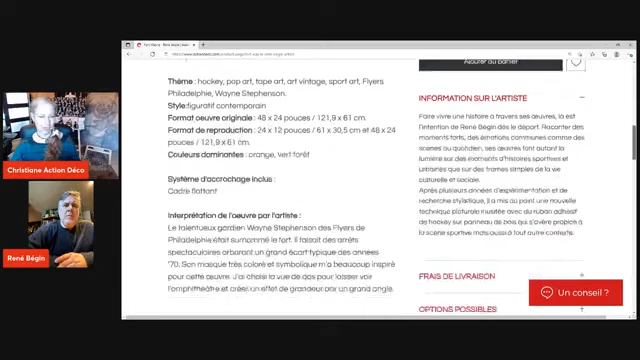 Ajouter au panier
Thème : hockey, pop art, tape art, art vintage, sport art, Flyers
Philadelphie, Wayne Stephenson.
Style:figuratif contemporain
Format oeuvre originale : 48 x 24 pouces / 121,9 x 61 cm.
Format de reproduction : 24 x 12 pouces / 61 x 30,5 cm et 48 x 24
pouces / 121,9 x 61 cm.
Couleurs dominantes : orange, vert forêt
Système d'accrochage inclus :
Cadre flottant
Interprétation de l'oeuvre par l'artiste :
Le talentueux gardien Wayne Stephenson des Flyers de
Philadelphie était surnommé le fort. Il faisait des arrêts
spectaculaires arborant un grand écart typique des années
'70. Son masque très coloré et symbolique m'a beaucoup inspiré
pour cette œuvre. J'ai choisi la vue de dos pour laisser voir
l'amphithéâtre et créer un effet de grandeur par un grand angle.
INFORMATION SUR L'ARTISTE
Faire vivre une histoire à travers ses œuvres, là est
l'intention de René Bégin dès le départ. Raconter des
moments forts, des émotions communes comme des
scènes du quotidien, ses œuvres font autant la
lumière sur des moments d'histoires sportives et
urbaines que sur des trames simples de la vie
culturelle et sociale.
Après plusieurs années d'expérimentation et de
recherche stylistique, il a mis au point une nouvelle
technique picturale mixte avec du ruban adhésif
de hockey sur panneau de bois qui s'avère propice à
la scène sportive mais aussi à tout autre contexte.
FRAIS DE LIVRAISON
OPTIONS POSSIBLES
Un conseil ?
Christiane Action Déco
René Bégin